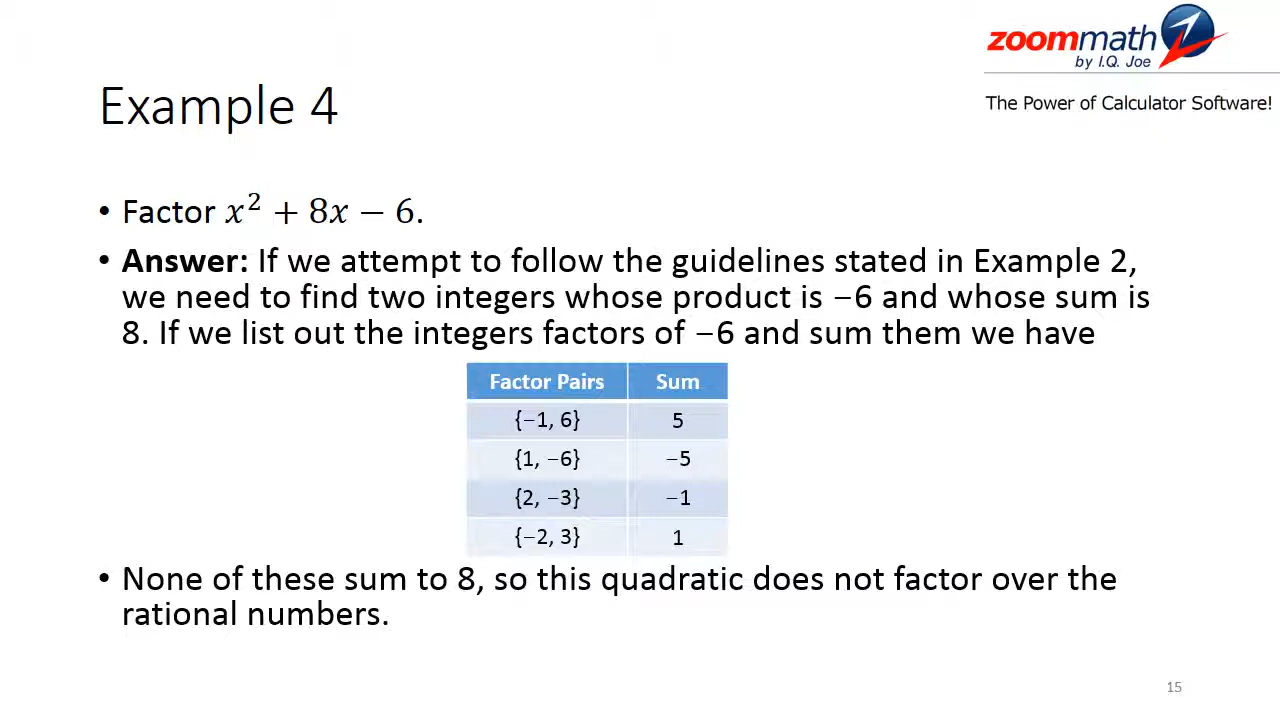 zoommath
by I.Q. Joe
The Power of Calculator Software!
Example 4
• Factor x² + 8x − 6.
• Answer: If we attempt to follow the guidelines stated in Example 2,
we need to find two integers whose product is −6 and whose sum is
8. If we list out the integers factors of −6 and sum them we have
Factor Pairs Sum
{−1, 6} 5
{1, −6} −5
{2, −3} −1
{−2, 3} 1
• None of these sum to 8, so this quadratic does not factor over the
rational numbers.
15